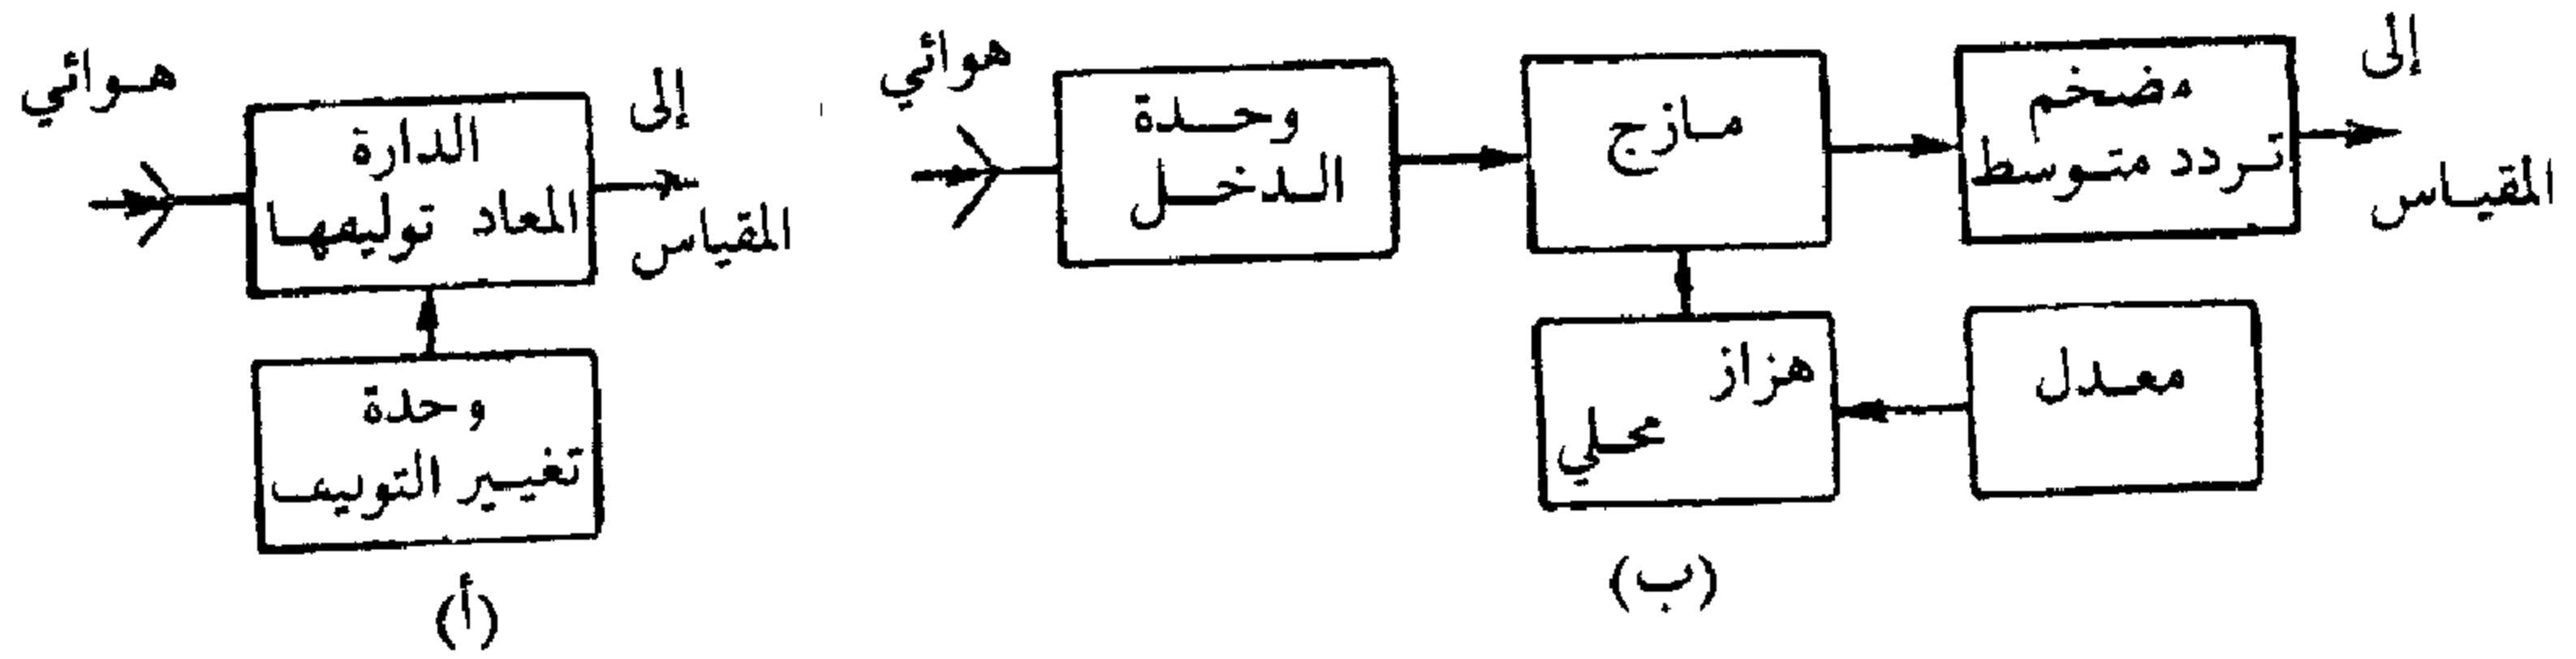 هوائي
الدارة
المعاد توليفها
إلى
المقياس
وحدة
تغيير التوليف
(أ)
هوائي
وحدة
الدخل
مازج
مضخم
تردد متوسط
إلى
المقياس
هزاز
محلي
معدل
(ب)